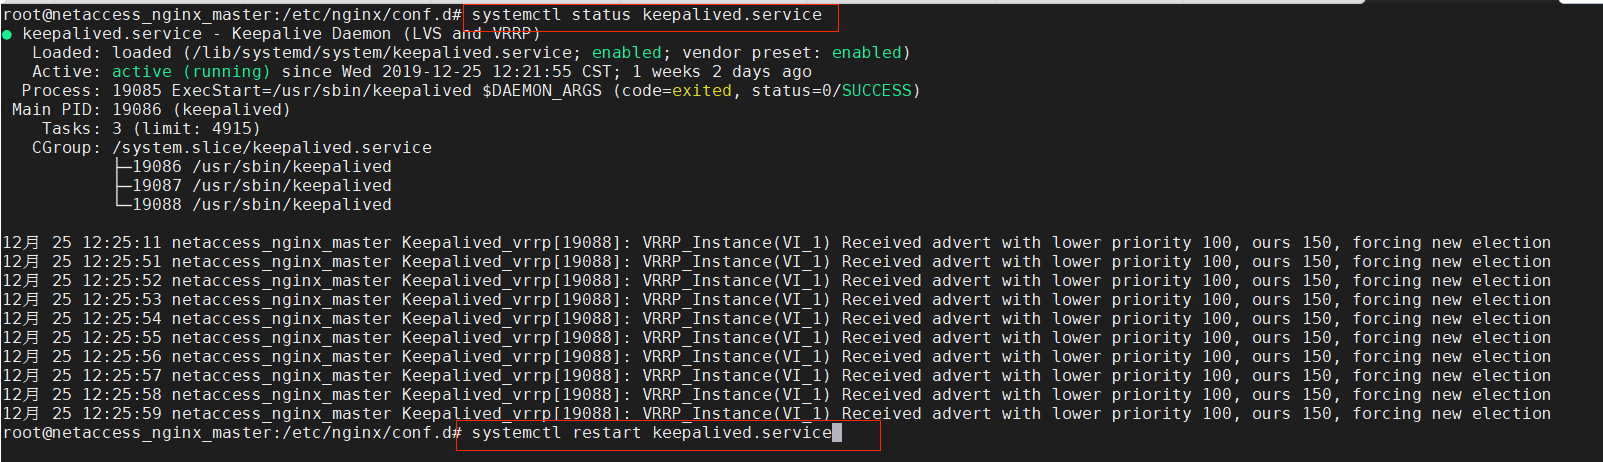 root@netaccess_nginx_master:/etc/nginx/conf.d# systemctl status keepalived.service
● keepalived.service - Keepalive Daemon (LVS and VRRP)
   Loaded: loaded (/lib/systemd/system/keepalived.service; enabled; vendor preset: enabled)
   Active: active (running) since Wed 2019-12-25 12:21:55 CST; 1 weeks 2 days ago
  Process: 19085 ExecStart=/usr/sbin/keepalived $DAEMON_ARGS (code=exited, status=0/SUCCESS)
 Main PID: 19086 (keepalived)
    Tasks: 3 (limit: 4915)
   CGroup: /system.slice/keepalived.service
           ├─19086 /usr/sbin/keepalived
           ├─19087 /usr/sbin/keepalived
           └─19088 /usr/sbin/keepalived
12月 25 12:25:11 netaccess_nginx_master Keepalived_vrrp[19088]: VRRP_Instance(VI_1) Received advert with lower priority 100, ours 150, forcing new election
12月 25 12:25:51 netaccess_nginx_master Keepalived_vrrp[19088]: VRRP_Instance(VI_1) Received advert with lower priority 100, ours 150, forcing new election
12月 25 12:25:52 netaccess_nginx_master Keepalived_vrrp[19088]: VRRP_Instance(VI_1) Received advert with lower priority 100, ours 150, forcing new election
12月 25 12:25:53 netaccess_nginx_master Keepalived_vrrp[19088]: VRRP_Instance(VI_1) Received advert with lower priority 100, ours 150, forcing new election
12月 25 12:25:54 netaccess_nginx_master Keepalived_vrrp[19088]: VRRP_Instance(VI_1) Received advert with lower priority 100, ours 150, forcing new election
12月 25 12:25:55 netaccess_nginx_master Keepalived_vrrp[19088]: VRRP_Instance(VI_1) Received advert with lower priority 100, ours 150, forcing new election
12月 25 12:25:56 netaccess_nginx_master Keepalived_vrrp[19088]: VRRP_Instance(VI_1) Received advert with lower priority 100, ours 150, forcing new election
12月 25 12:25:57 netaccess_nginx_master Keepalived_vrrp[19088]: VRRP_Instance(VI_1) Received advert with lower priority 100, ours 150, forcing new election
12月 25 12:25:58 netaccess_nginx_master Keepalived_vrrp[19088]: VRRP_Instance(VI_1) Received advert with lower priority 100, ours 150, forcing new election
12月 25 12:25:59 netaccess_nginx_master Keepalived_vrrp[19088]: VRRP_Instance(VI_1) Received advert with lower priority 100, ours 150, forcing new election
root@netaccess_nginx_master:/etc/nginx/conf.d# systemctl restart keepalived.service